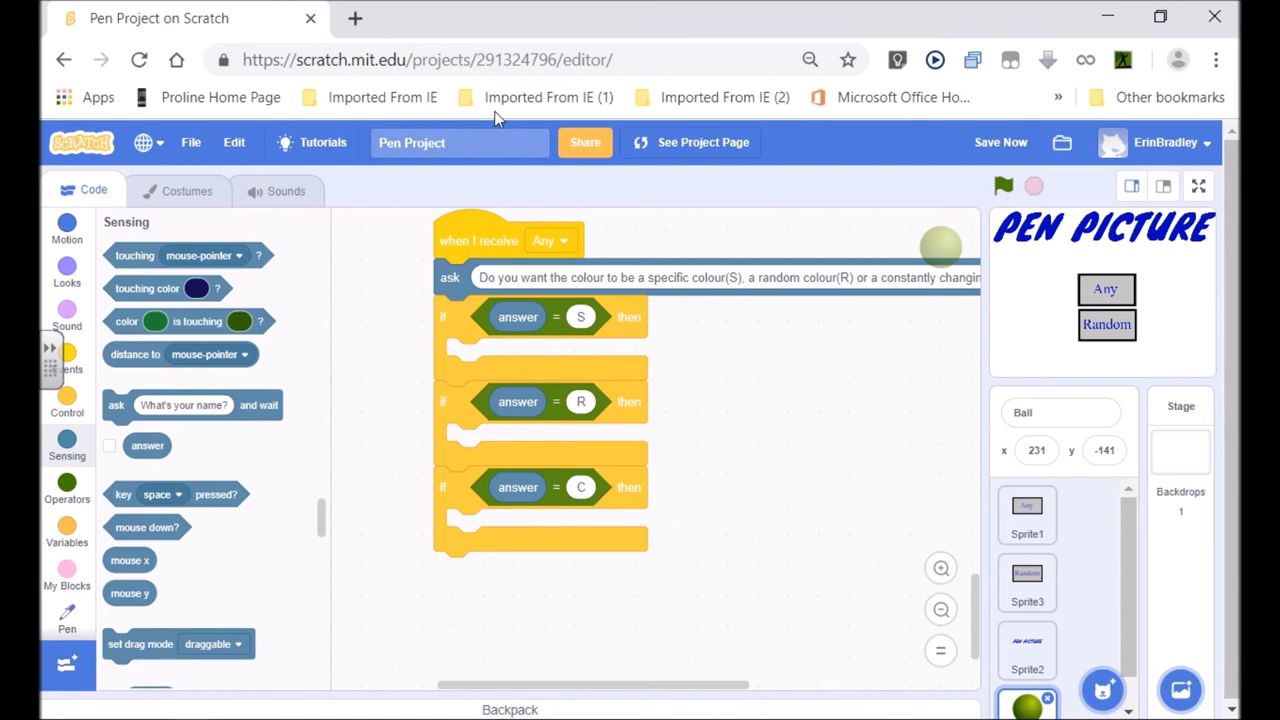 Pen Project on Scratch
https://scratch.mit.edu/projects/291324796/editor/
Apps Proline Home Page Imported From IE Imported From IE (1) Imported From IE (2) Microsoft Office Ho... » Other bookmarks
SCRATCH File Edit Tutorials Pen Project Share See Project Page Save Now ErinBradley
Code Costumes Sounds
Motion
Looks
Sound
Control
Sensing
Operators
Variables
My Blocks
Pen
Sensing
touching mouse-pointer ?
touching color ?
color is touching ?
distance to mouse-pointer
ask What's your name? and wait
answer
key space pressed?
mouse down?
mouse x
mouse y
set drag mode draggable
when I receive Any
ask Do you want the colour to be a specific colour(S), a random colour(R) or a constantly changin
if answer = S then
if answer = R then
if answer = C then
PEN PICTURE
Any
Random
Ball
x 231 y -141
Any
Sprite1
Random
Sprite3
PEN PICTURE
Sprite2
Stage
Backdrops
1
Backpack